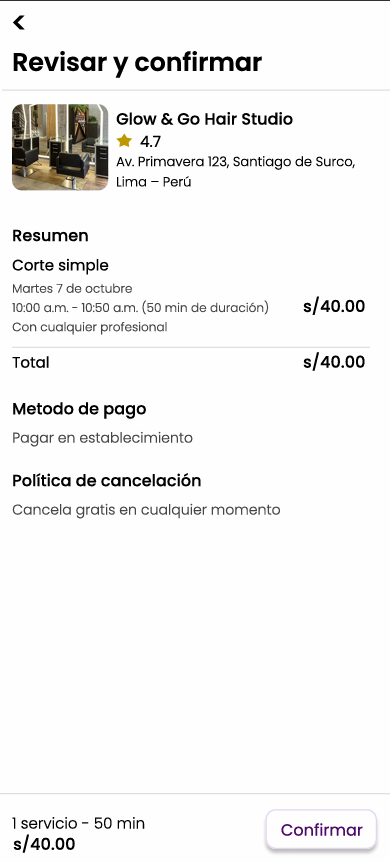 Revisar y confirmar
Glow & Go Hair Studio
4.7
Av. Primavera 123, Santiago de Surco,
Lima – Perú
Resumen
Corte simple
Martes 7 de octubre
10:00 a.m. - 10:50 a.m. (50 min de duración)
s/40.00
Con cualquier profesional
Total
s/40.00
Metodo de pago
Pagar en establecimiento
Política de cancelación
Cancela gratis en cualquier momento
1 servicio - 50 min
s/40.00
Confirmar